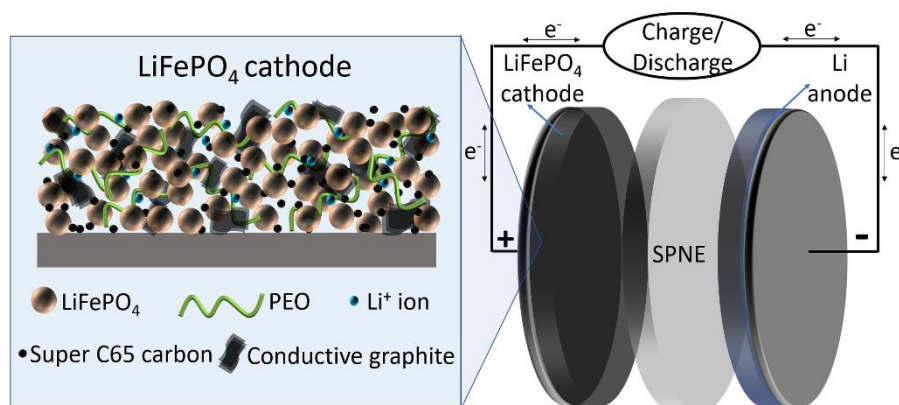 LiFePO₄ cathode
LiFePO₄
PEO
Li⁺ ion
Super C65 carbon
Conductive graphite
e⁻
Charge/
Discharge
e⁻
LiFePO₄
cathode
Li
anode
e⁻
e
+
SPNE
-